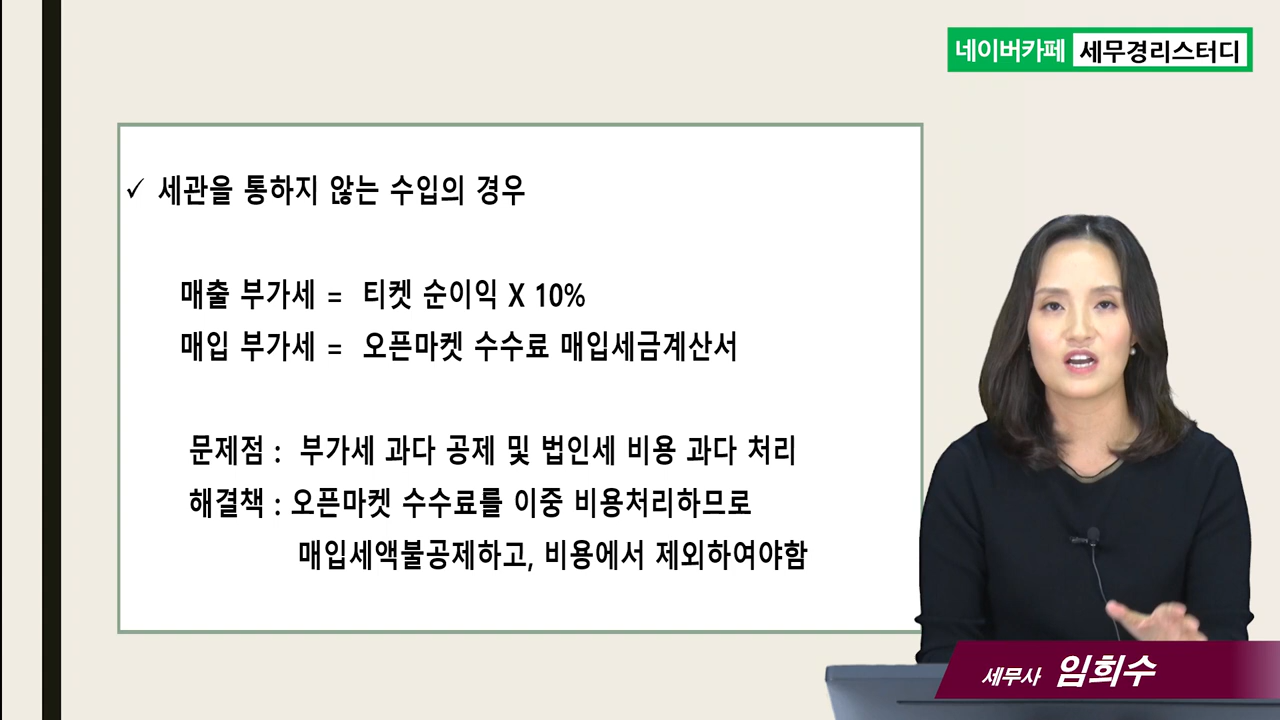 네이버카페 세무경리스터디
✓ 세관을 통하지 않는 수입의 경우
매출 부가세 = 티켓 순이익 X 10%
매입 부가세 = 오픈마켓 수수료 매입세금계산서
문제점 : 부가세 과다 공제 및 법인세 비용 과다 처리
해결책 : 오픈마켓 수수료를 이중 비용처리하므로
매입세액불공제하고, 비용에서 제외하여야함
세무사 임희수